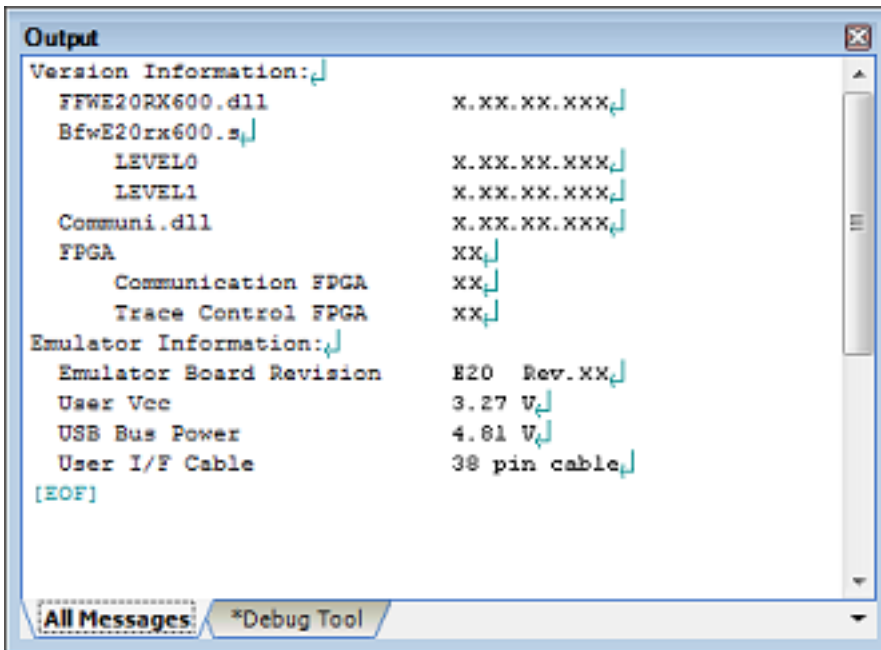 Output
Version Information:
FFWE20RX600.dll x.xx.xx.xxx
BfwE20rx600.s
LEVEL0 x.xx.xx.xxx
LEVEL1 x.xx.xx.xxx
Communi.dll x.xx.xx.xxx
FPGA xx
Communication FPGA xx
Trace Control FPGA xx
Emulator Information:
Emulator Board Revision E20 Rev.xx
User Vcc 3.27 V
USB Bus Power 4.81 V
User I/F Cable 38 pin cable
[EOF]
All Messages *Debug Tool